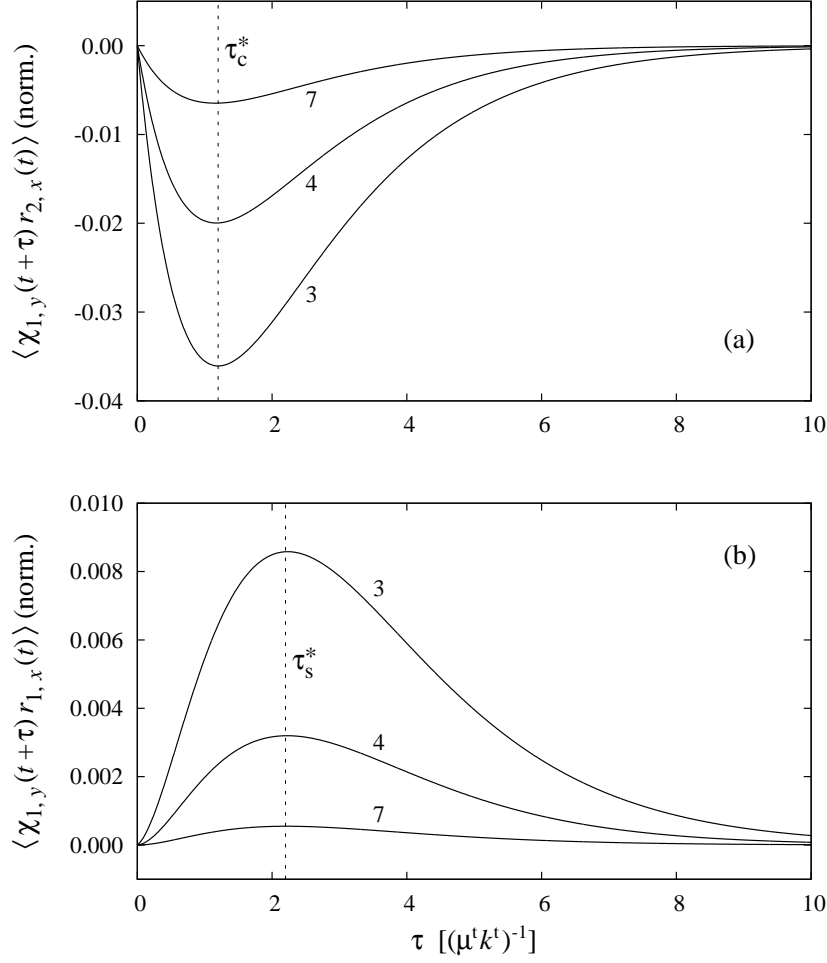 0.00
-0.01
-0.02
-0.03
-0.04
⟨χ₁,y(t+τ) r₂,x(t)⟩ (norm.)
τc*
7
4
3
(a)
0 2 4 6 8 10
0.010
0.008
0.006
0.004
0.002
0.000
⟨χ₁,y(t+τ) r₁,x(t)⟩ (norm.)
(b)
3
τs*
4
7
0 2 4 6 8 10
τ [(μᵗkᵗ)⁻¹]